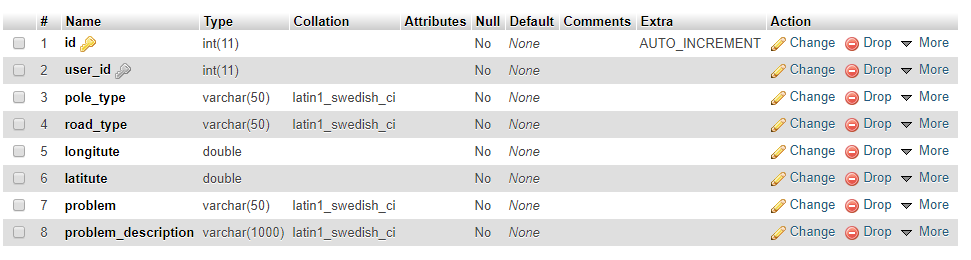 # Name Type Collation Attributes Null Default Comments Extra Action
1 id int(11) No None AUTO_INCREMENT Change Drop More
2 user_id int(11) No None Change Drop More
3 pole_type varchar(50) latin1_swedish_ci No None Change Drop More
4 road_type varchar(50) latin1_swedish_ci No None Change Drop More
5 longitute double No None Change Drop More
6 latitute double No None Change Drop More
7 problem varchar(50) latin1_swedish_ci No None Change Drop More
8 problem_description varchar(1000) latin1_swedish_ci No None Change Drop More